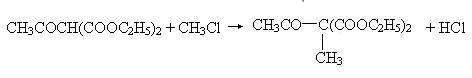 CH₃COCH(COOC₂H₅)₂ + CH₃Cl → CH₃CO—C(COOC₂H₅)₂ + HCl
CH₃